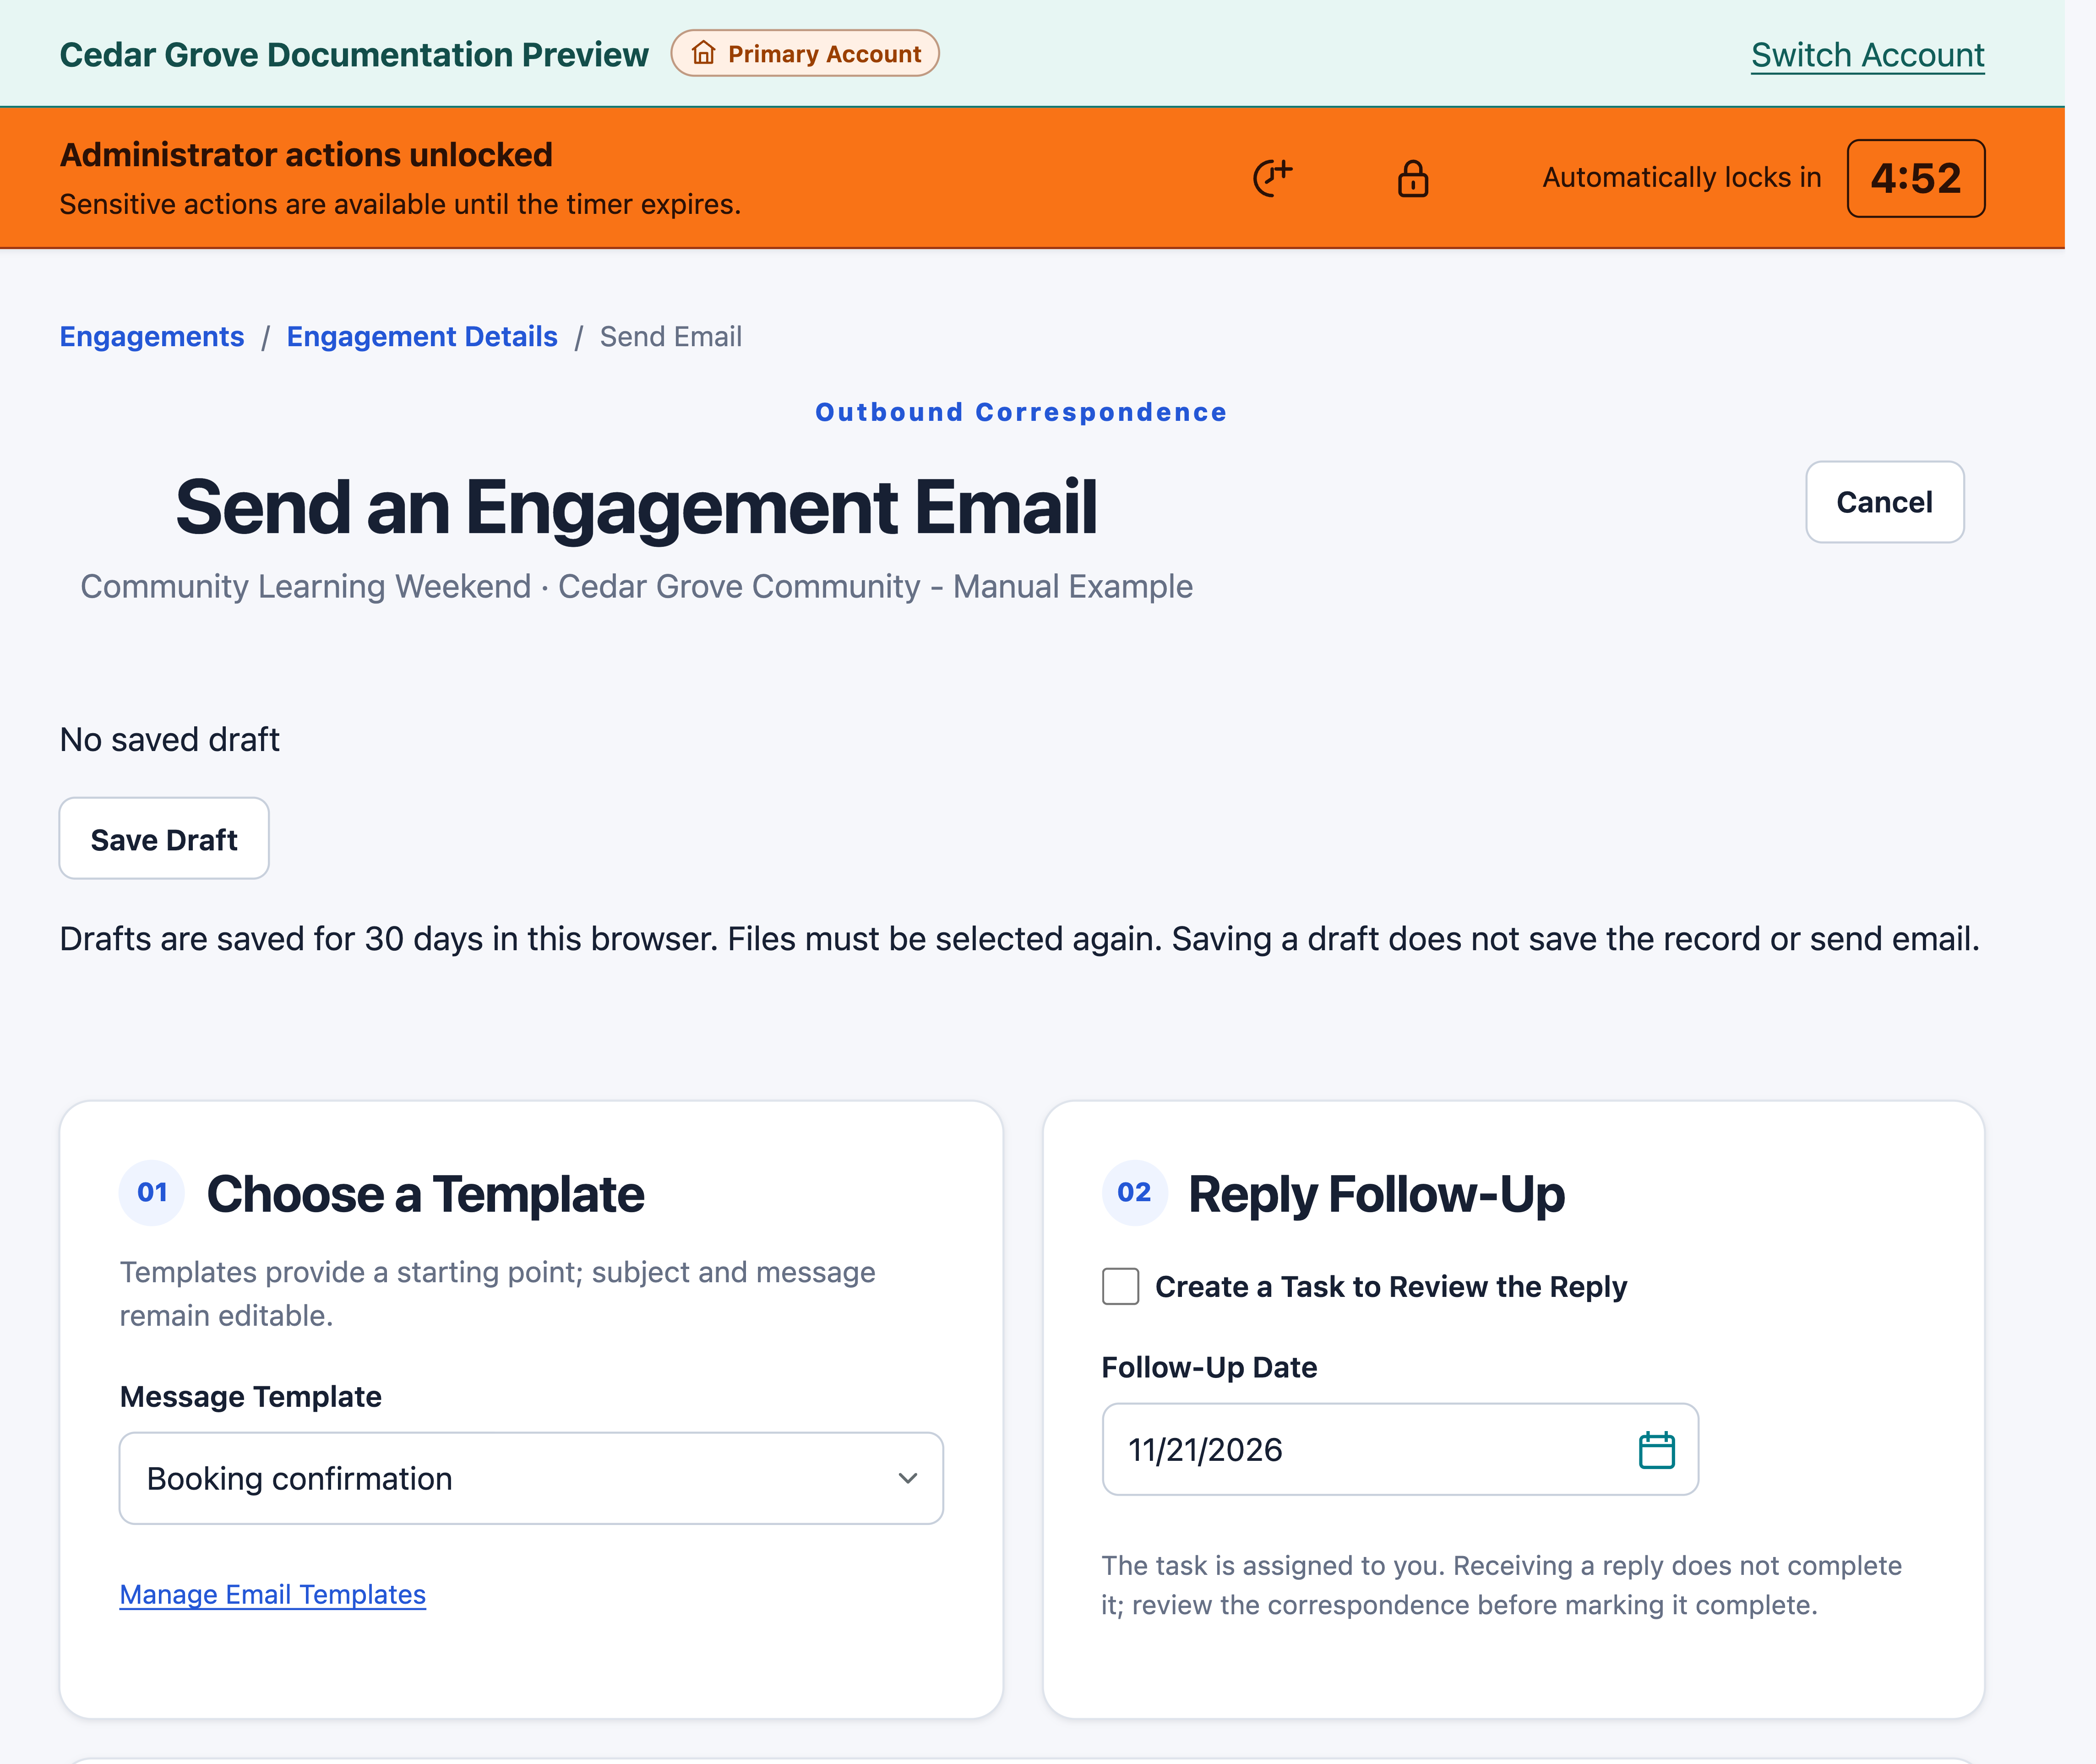 Cedar Grove Documentation Preview
Primary Account
Switch Account
Administrator actions unlocked
Sensitive actions are available until the timer expires.
Automatically locks in
4:52
Engagements / Engagement Details / Send Email
Outbound Correspondence
Send an Engagement Email
Cancel
Community Learning Weekend · Cedar Grove Community - Manual Example
No saved draft
Save Draft
Drafts are saved for 30 days in this browser. Files must be selected again. Saving a draft does not save the record or send email.
01 Choose a Template
Templates provide a starting point; subject and message
remain editable.
Message Template
Booking confirmation
Manage Email Templates
02 Reply Follow-Up
Create a Task to Review the Reply
Follow-Up Date
11/21/2026
The task is assigned to you. Receiving a reply does not complete
it; review the correspondence before marking it complete.